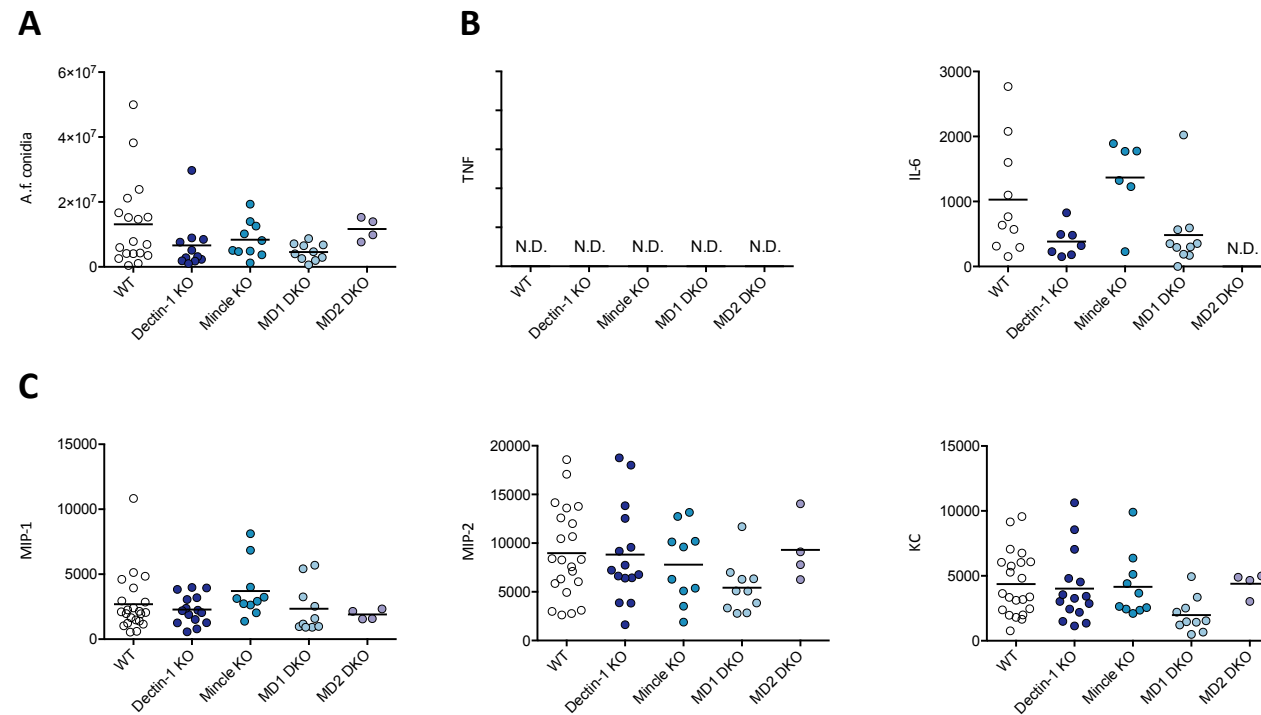 A
B
A.f. conidia
6×10⁷
4×10⁷
2×10⁷
0
WT
Dectin-1 KO
Mincle KO
MD1 DKO
MD2 DKO
TNF
N.D.
N.D.
N.D.
N.D.
N.D.
WT
Dectin-1 KO
Mincle KO
MD1 DKO
MD2 DKO
IL-6
3000
2000
1000
0
N.D.
WT
Dectin-1 KO
Mincle KO
MD1 DKO
MD2 DKO
C
MIP-1
15000
10000
5000
0
WT
Dectin-1 KO
Mincle KO
MD1 DKO
MD2 DKO
MIP-2
20000
15000
10000
5000
0
WT
Dectin-1 KO
Mincle KO
MD1 DKO
MD2 DKO
KC
15000
10000
5000
0
WT
Dectin-1 KO
Mincle KO
MD1 DKO
MD2 DKO